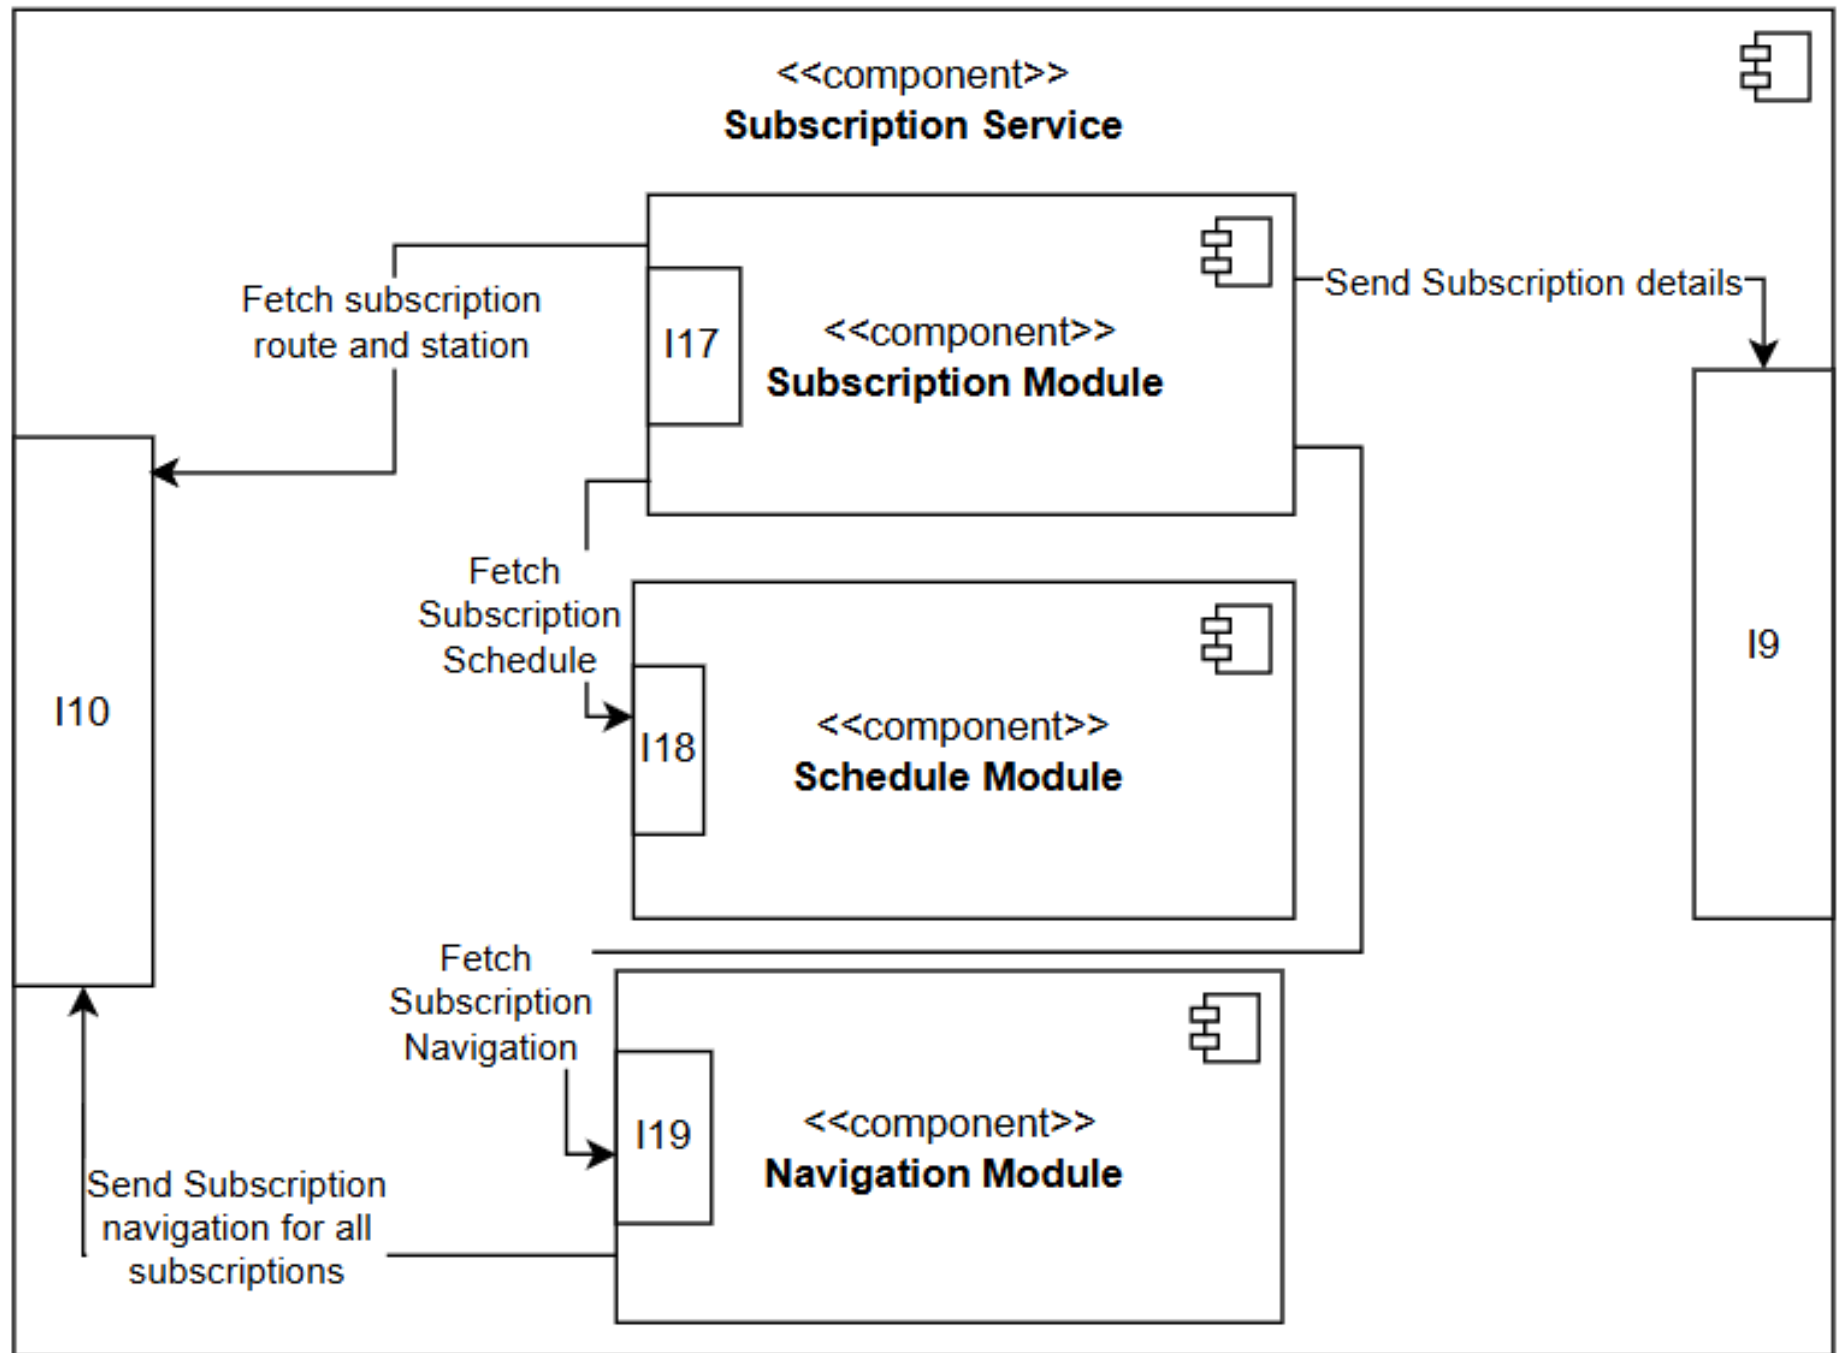 <<component>>
Subscription Service
Fetch subscription
route and station
I17
<<component>>
Subscription Module
Send Subscription details
I10
Fetch
Subscription
Schedule
I18
<<component>>
Schedule Module
I9
Fetch
Subscription
Navigation
I19
<<component>>
Navigation Module
Send Subscription
navigation for all
subscriptions